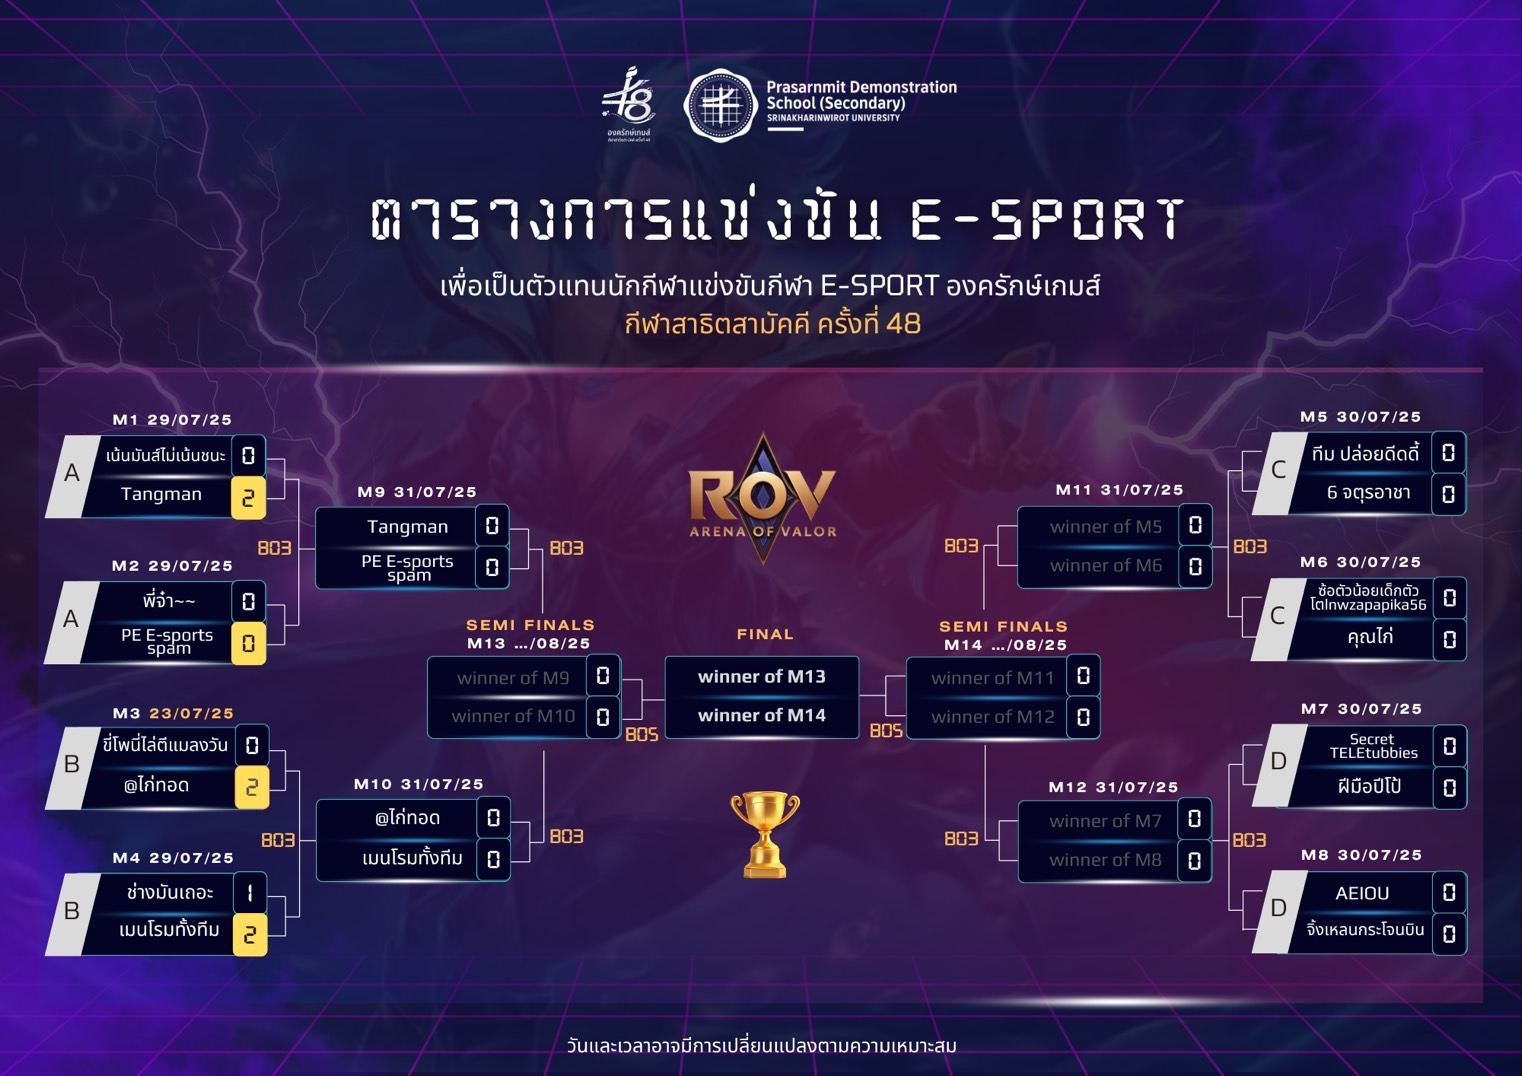 องครักษ์เกมส์
Prasarnmit Demonstration
School (Secondary)
SRINAKHARINWIROT UNIVERSITY
ตารางการแข่งขัน E-SPORT
เพื่อเป็นตัวแทนนักกีฬาแข่งขันกีฬา E-SPORT องครักษ์เกมส์
กีฬาสาธิตสามัคคี ครั้งที่ 48
M1 29/07/25
A
เน้นมันส์ไม่เน้นชนะ 0
Tangman 2
BO3
M2 29/07/25
A
พี่จ๋า~~ 0
PE E-sports
spam 0
M3 23/07/25
B
ขี่โพนี่ไล่ตีแมลงวัน 0
@ไก่ทอด 2
BO3
M4 29/07/25
B
ช่างมันเถอะ 1
เมนโรมทั้งทีม 2
M9 31/07/25
Tangman 0
PE E-sports
spam 0
BO3
M10 31/07/25
@ไก่ทอด 0
เมนโรมทั้งทีม 0
BO3
SEMI FINALS
M13 .../08/25
winner of M9 0
winner of M10 0
BO5
ROV
ARENA OF VALOR
FINAL
winner of M13
winner of M14
SEMI FINALS
M14 .../08/25
winner of M11 0
winner of M12 0
BO5
M11 31/07/25
winner of M5 0
winner of M6 0
BO3
M12 31/07/25
winner of M7 0
winner of M8 0
BO3
M5 30/07/25
C
ทีม ปล่อยดีดดี้ 0
6 จตุรอาชา 0
BO3
M6 30/07/25
C
ซ้อตัวน้อยเด็กตัว
โตlnwzapapika56 0
คุณไก่ 0
M7 30/07/25
D
Secret
TELEtubbies 0
ฝีมือปีโป้ 0
BO3
M8 30/07/25
D
AEIOU 0
จิ้งเหลนกระโจนบิน 0
วันและเวลาอาจมีการเปลี่ยนแปลงตามความเหมาะสม